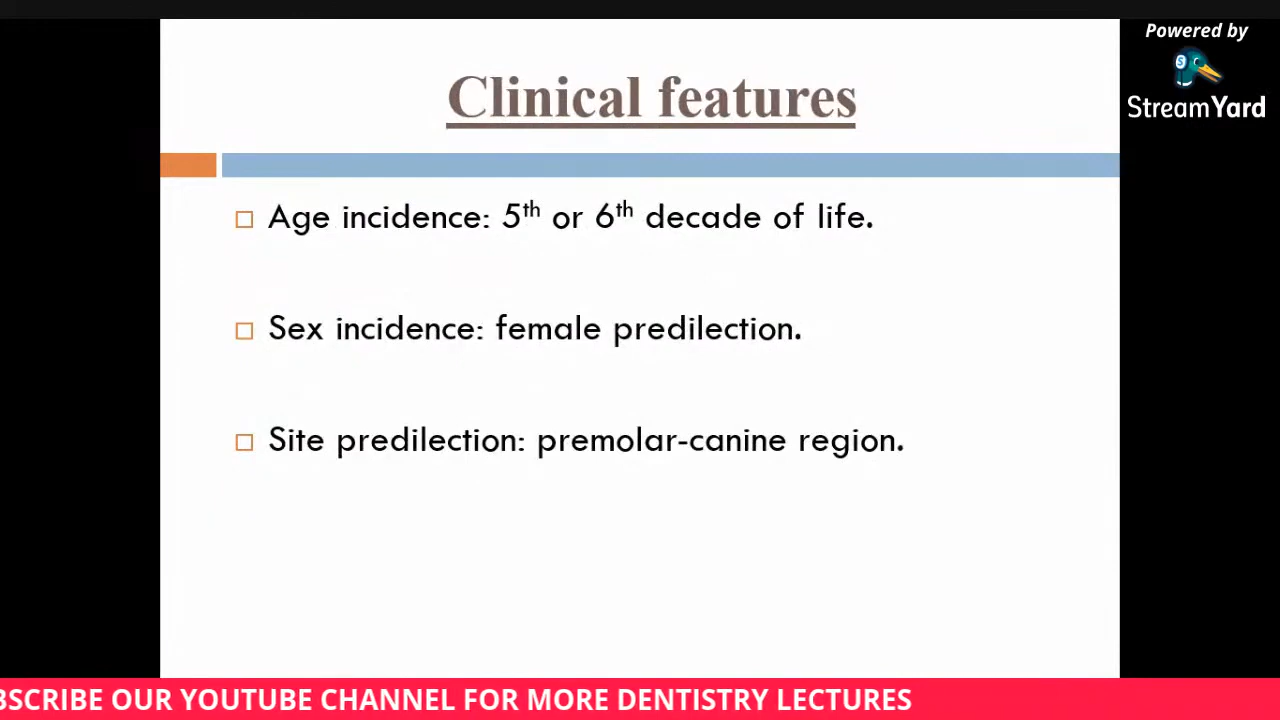 Powered by
StreamYard
Clinical features
Age incidence: 5th or 6th decade of life.
Sex incidence: female predilection.
Site predilection: premolar-canine region.
BSCRIBE OUR YOUTUBE CHANNEL FOR MORE DENTISTRY LECTURES